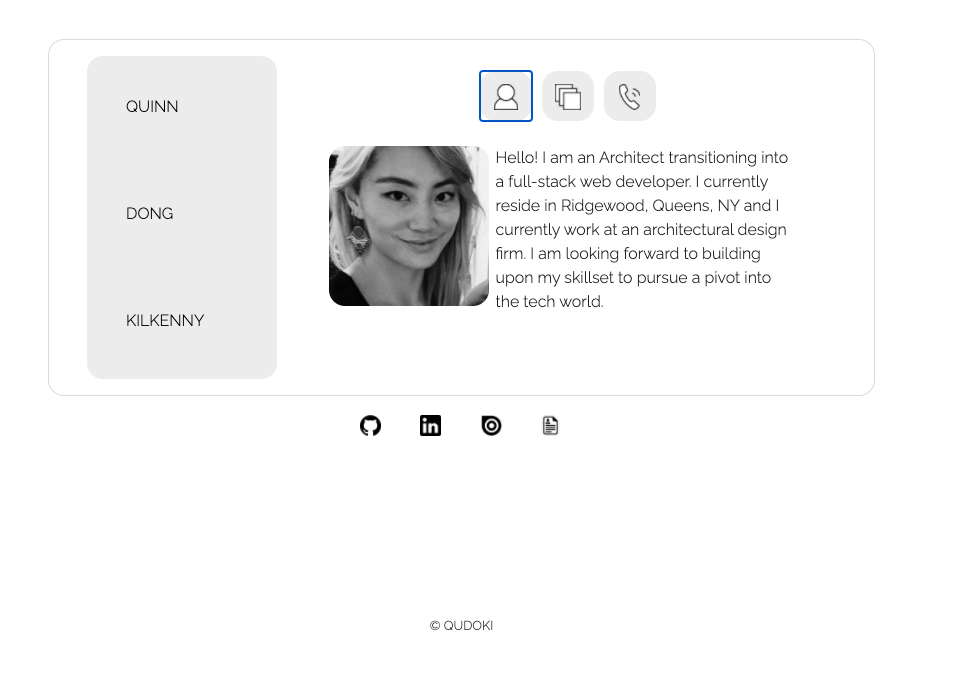 QUINN
DONG
KILKENNY
Hello! I am an Architect transitioning into
a full-stack web developer. I currently
reside in Ridgewood, Queens, NY and I
currently work at an architectural design
firm. I am looking forward to building
upon my skillset to pursue a pivot into
the tech world.
in
© QUDOKI